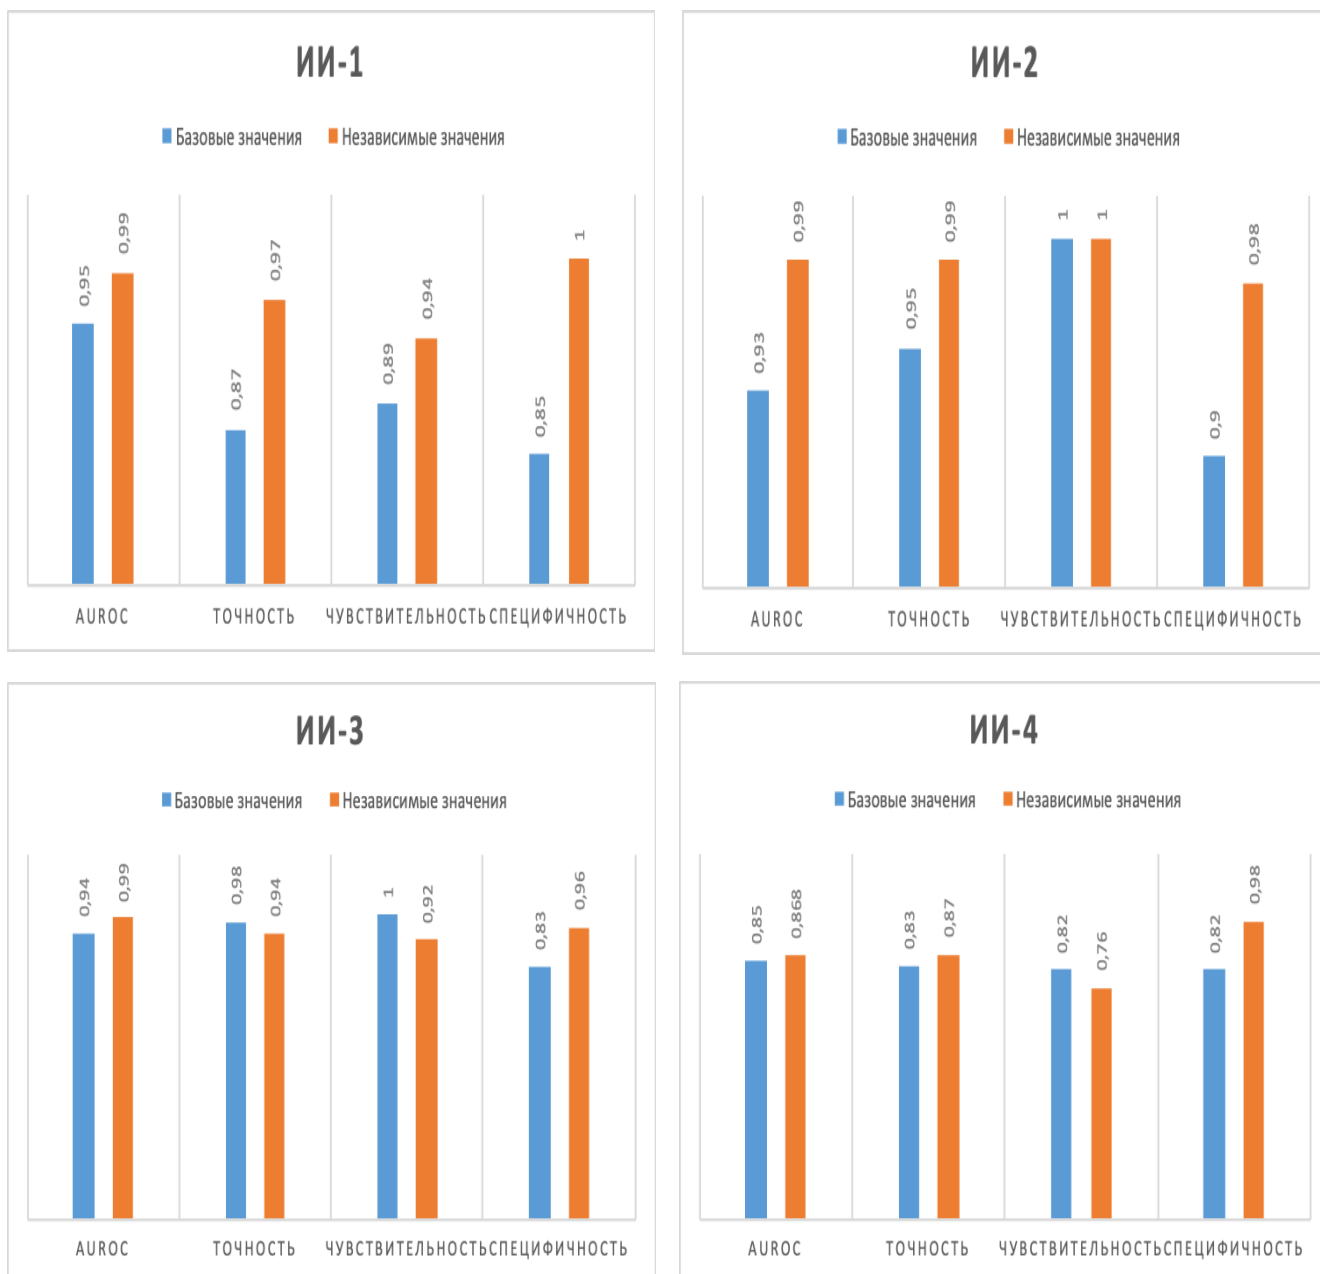 ИИ-1
Базовые значения Независимые значения
0,95 0,99 0,87 0,97 0,89 0,94 0,85 1
AUROC ТОЧНОСТЬ ЧУВСТВИТЕЛЬНОСТЬ СПЕЦИФИЧНОСТЬ
ИИ-2
Базовые значения Независимые значения
0,93 0,99 0,95 0,99 1 1 0,9 0,98
AUROC ТОЧНОСТЬ ЧУВСТВИТЕЛЬНОСТЬ СПЕЦИФИЧНОСТЬ
ИИ-3
Базовые значения Независимые значения
0,94 0,99 0,98 0,94 1 0,92 0,83 0,96
AUROC ТОЧНОСТЬ ЧУВСТВИТЕЛЬНОСТЬ СПЕЦИФИЧНОСТЬ
ИИ-4
Базовые значения Независимые значения
0,85 0,868 0,83 0,87 0,82 0,76 0,82 0,98
AUROC ТОЧНОСТЬ ЧУВСТВИТЕЛЬНОСТЬ СПЕЦИФИЧНОСТЬ